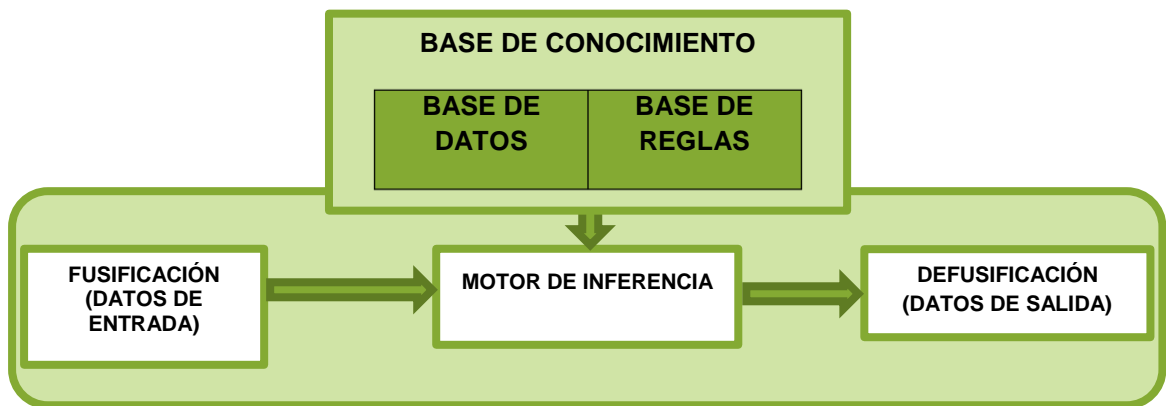 BASE DE CONOCIMIENTO
BASE DE
DATOS
BASE DE
REGLAS
FUSIFICACIÓN
(DATOS DE
ENTRADA)
MOTOR DE INFERENCIA
DEFUSIFICACIÓN
(DATOS DE SALIDA)